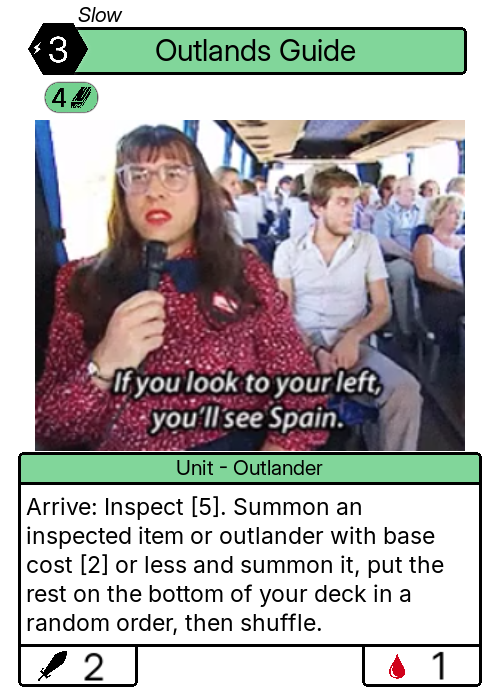 Slow
3
Outlands Guide
4
If you look to your left,
you'll see Spain.
Unit - Outlander
Arrive: Inspect [5]. Summon an
inspected item or outlander with base
cost [2] or less and summon it, put the
rest on the bottom of your deck in a
random order, then shuffle.
2
1